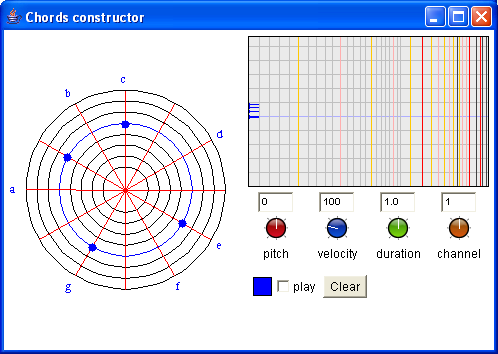 Chords constructor
c
b
d
a
e
g
f
0 100 1.0 1
pitch velocity duration channel
play Clear